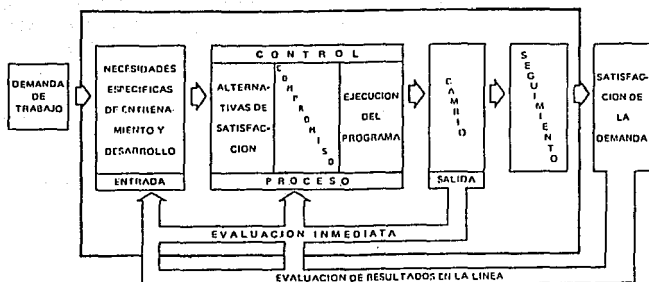 DEMANDA
DE
TRABAJO
NECESIDADES
ESPECIFICAS
DE ENTRENA-
MIENTO Y
DESARROLLO
ENTRADA
CONTROL
ALTERNA-
TIVAS DE
SATISFAC-
CION
COMPROMISO
EJECUCION
DEL
PROGRAMA
PROCESO
CAMBIO
SALIDA
SEGUIMIENTO
SATISFAC-
CION DE
LA
DEMANDA
EVALUACION INMEDIATA
EVALUACION DE RESULTADOS EN LA LINEA